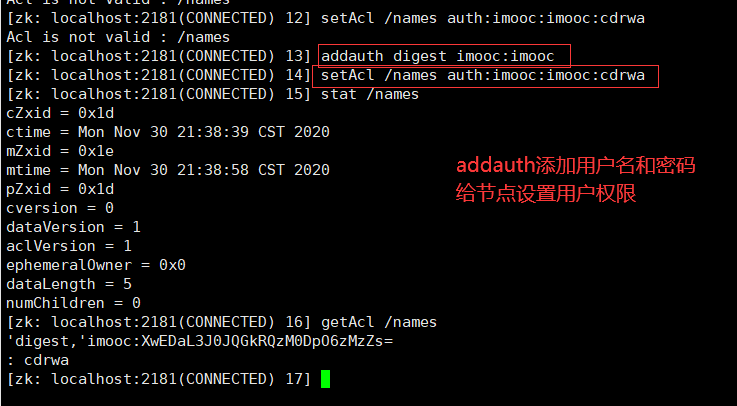 [zk: localhost:2181(CONNECTED) 12] setAcl /names auth:imooc:imooc:cdrwa
Acl is not valid : /names
[zk: localhost:2181(CONNECTED) 13] addauth digest imooc:imooc
[zk: localhost:2181(CONNECTED) 14] setAcl /names auth:imooc:imooc:cdrwa
[zk: localhost:2181(CONNECTED) 15] stat /names
cZxid = 0x1d
ctime = Mon Nov 30 21:38:39 CST 2020
mZxid = 0x1e
mtime = Mon Nov 30 21:38:58 CST 2020
pZxid = 0x1d
cversion = 0
dataVersion = 1
aclVersion = 1
ephemeralOwner = 0x0
dataLength = 5
numChildren = 0
addauth添加用户名和密码
给节点设置用户权限
[zk: localhost:2181(CONNECTED) 16] getAcl /names
'digest,'imooc:XwEDaL3J0JQGkRQzM0DpO6zMzZs=
: cdrwa
[zk: localhost:2181(CONNECTED) 17]